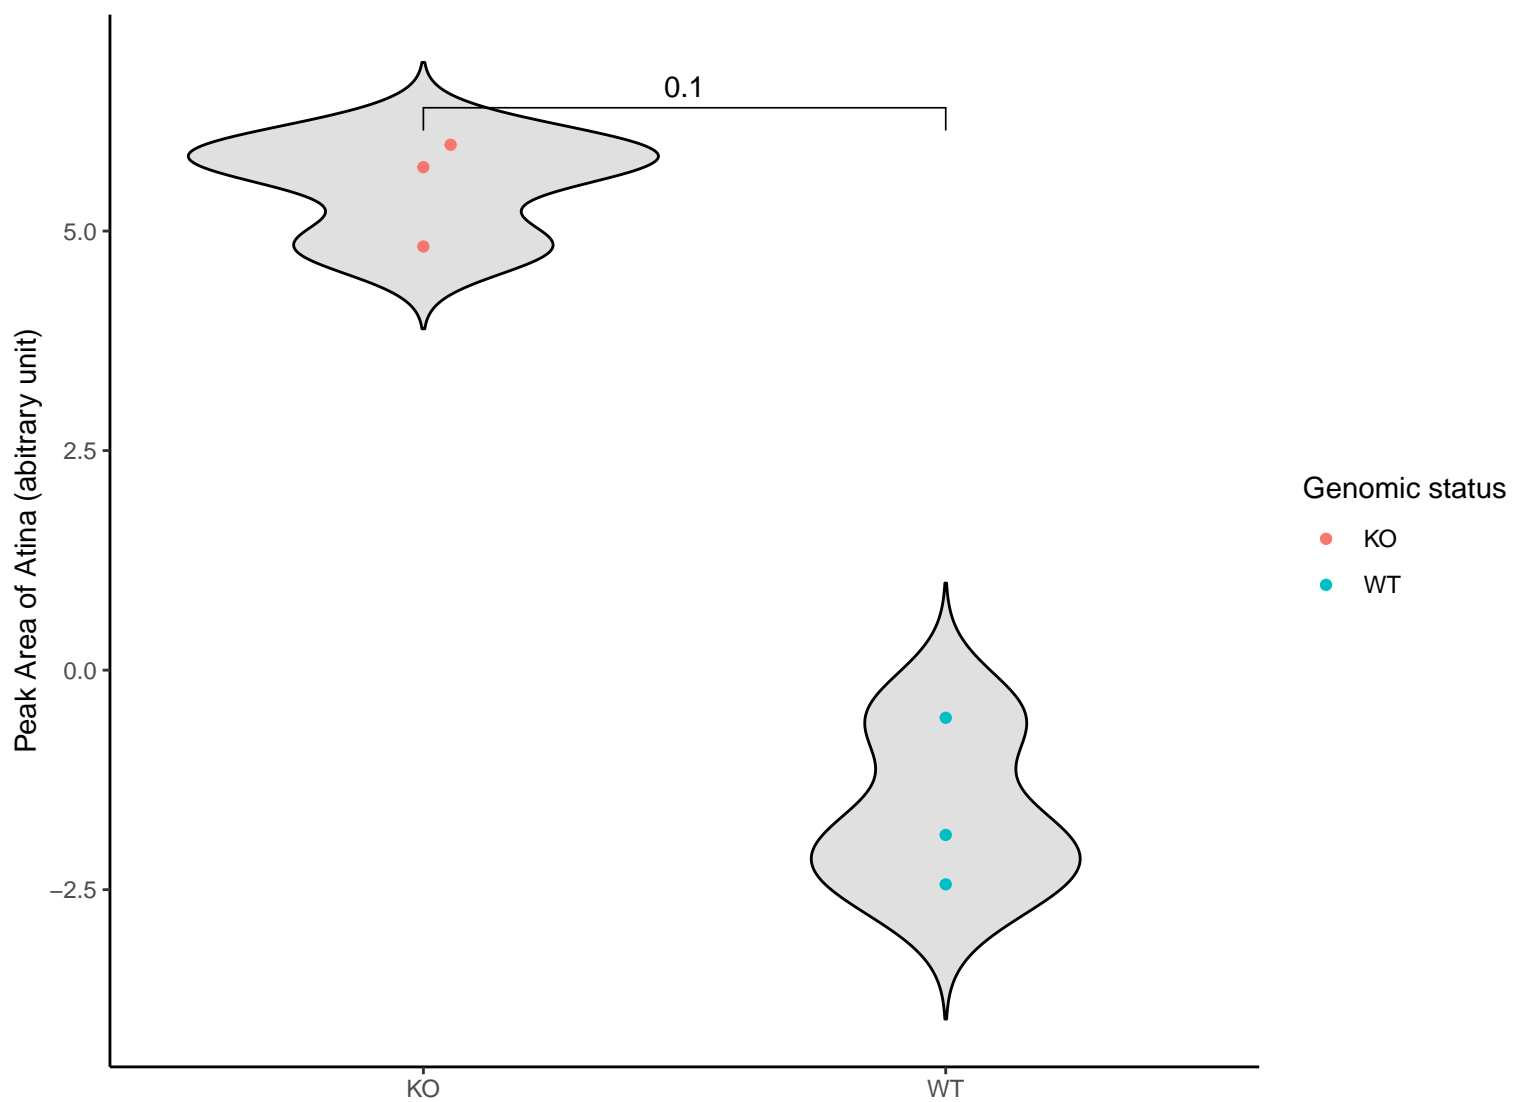 0.1
Peak Area of Atina (abitrary unit)
5.0
2.5
0.0
−2.5
KO
WT
Genomic status
KO
WT